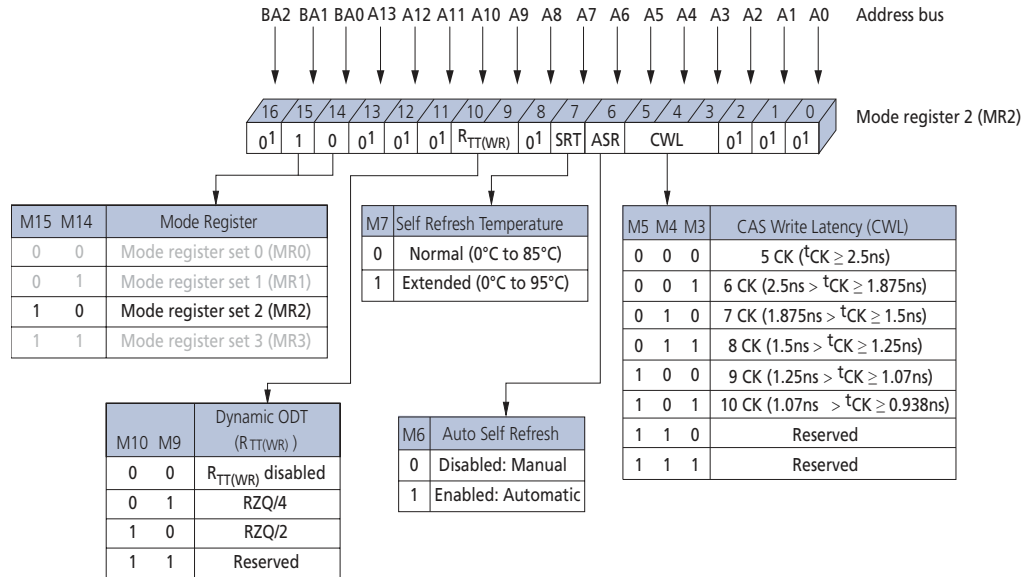 BA2 BA1 BA0 A13 A12 A11 A10 A9 A8 A7 A6 A5 A4 A3 A2 A1 A0 Address bus
16 15 14 13 12 11 10 9 8 7 6 5 4 3 2 1 0 Mode register 2 (MR2)
0¹ 1 0 0¹ 0¹ 0¹ RTT(WR) 0¹ SRT ASR CWL 0¹ 0¹ 0¹
M15 M14 Mode Register
0 0 Mode register set 0 (MR0)
0 1 Mode register set 1 (MR1)
1 0 Mode register set 2 (MR2)
1 1 Mode register set 3 (MR3)
M7 Self Refresh Temperature
0 Normal (0°C to 85°C)
1 Extended (0°C to 95°C)
M5 M4 M3 CAS Write Latency (CWL)
0 0 0 5 CK (tCK ≥ 2.5ns)
0 0 1 6 CK (2.5ns > tCK ≥ 1.875ns)
0 1 0 7 CK (1.875ns > tCK ≥ 1.5ns)
0 1 1 8 CK (1.5ns > tCK ≥ 1.25ns)
1 0 0 9 CK (1.25ns > tCK ≥ 1.07ns)
1 0 1 10 CK (1.07ns > tCK ≥ 0.938ns)
1 1 0 Reserved
1 1 1 Reserved
Dynamic ODT
M10 M9 (RTT(WR) )
0 0 RTT(WR) disabled
0 1 RZQ/4
1 0 RZQ/2
1 1 Reserved
M6 Auto Self Refresh
0 Disabled: Manual
1 Enabled: Automatic